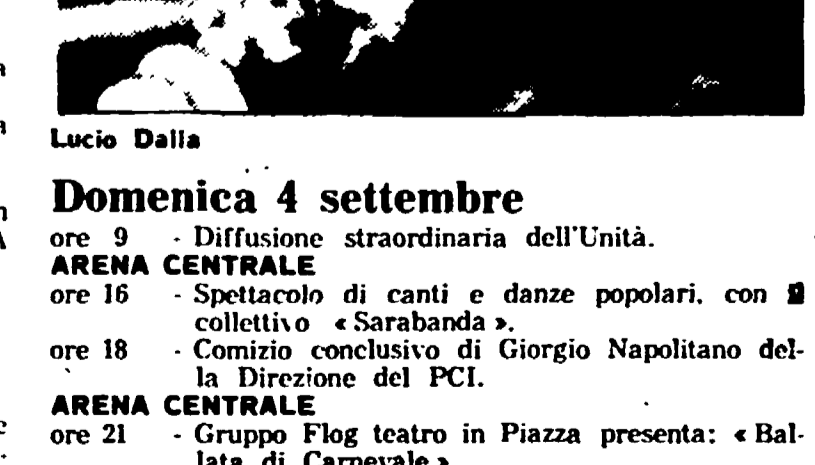 Lucio Dalla
Domenica 4 settembre
ore 9 - Diffusione straordinaria dell'Unità.
ARENA CENTRALE
ore 16 - Spettacolo di canti e danze popolari, con
collettivo « Sarabanda ».
ore 18 - Comizio conclusivo di Giorgio Napolitano del-
la Direzione del PCI.
ARENA CENTRALE
ore 21 - Gruppo Flog teatro in Piazza presenta: « Bal-
lata di Carnevale »